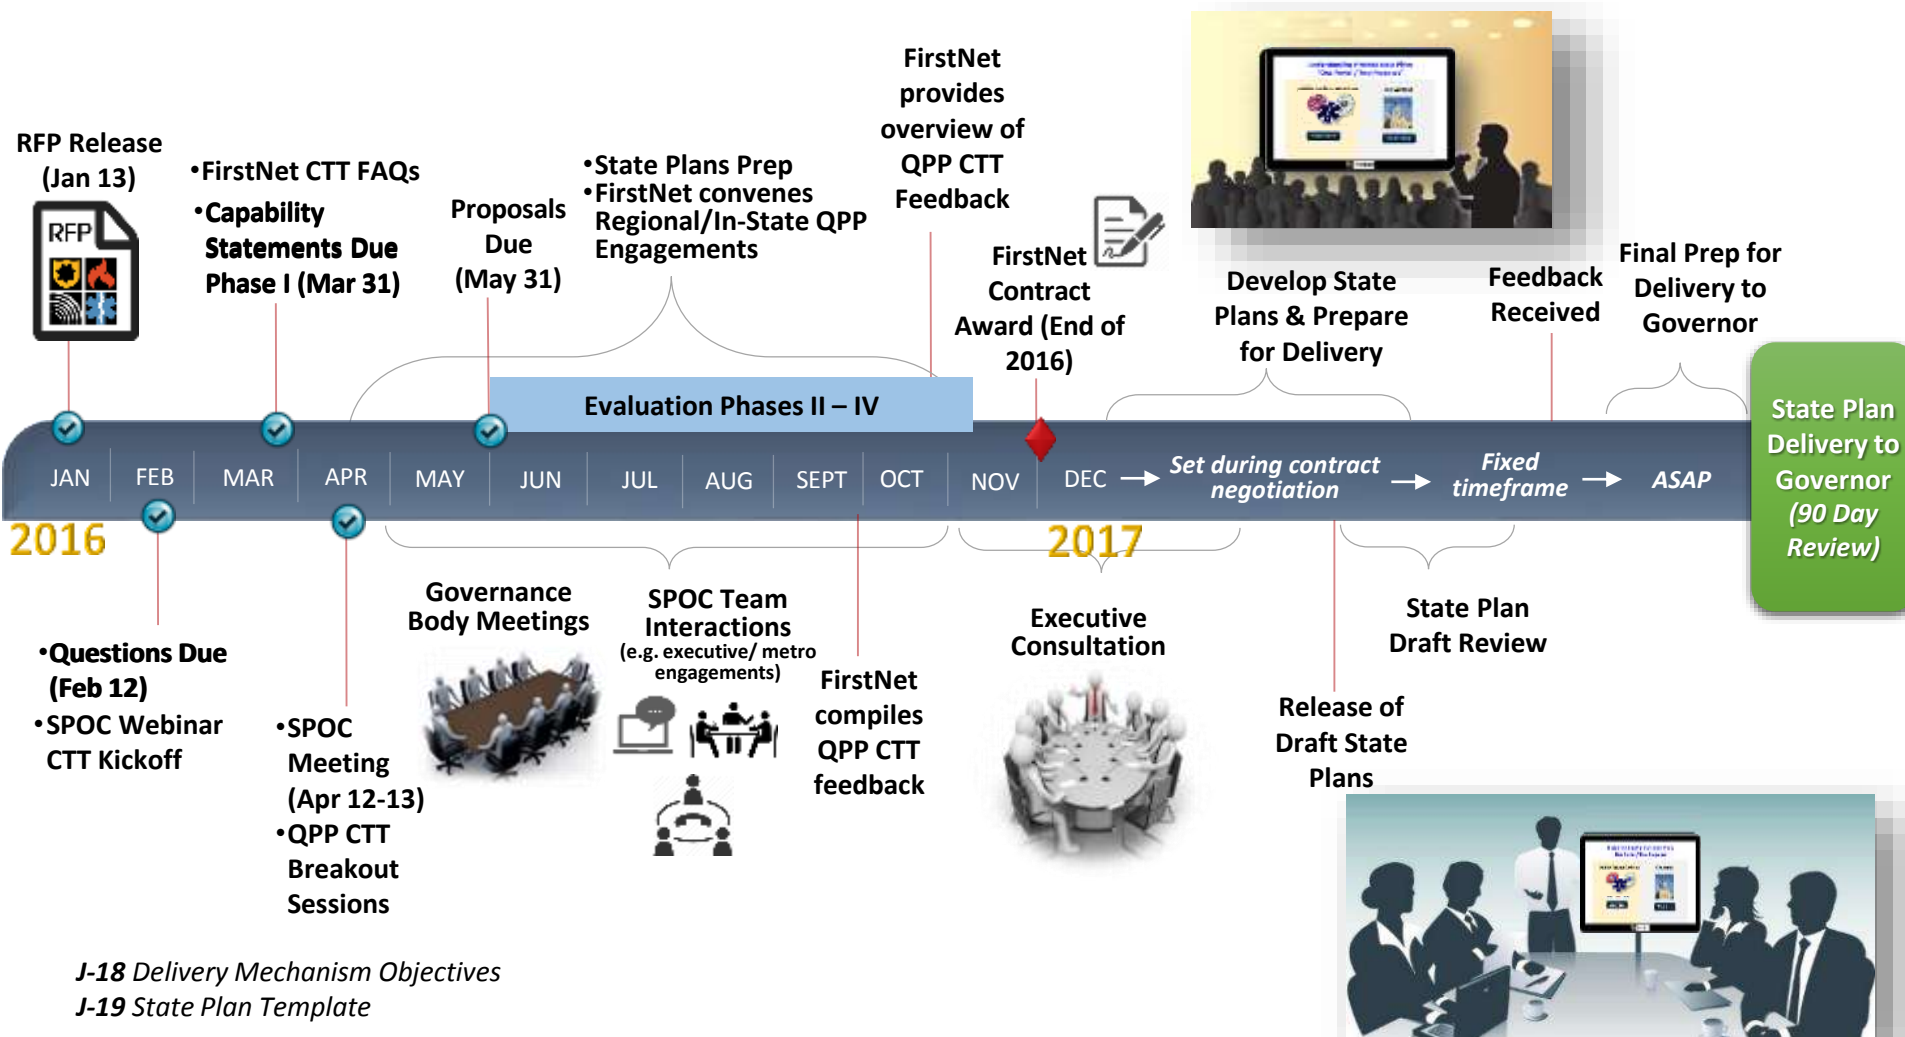 RFP Release
(Jan 13)
RFP
•FirstNet CTT FAQs
•Capability
Statements Due
Phase I (Mar 31)
Proposals
Due
(May 31)
•State Plans Prep
•FirstNet convenes
Regional/In-State QPP
Engagements
FirstNet
provides
overview of
QPP CTT
Feedback
FirstNet
Contract
Award (End of
2016)
Develop State
Plans & Prepare
for Delivery
Feedback
Received
Final Prep for
Delivery to
Governor
Evaluation Phases II – IV
JAN
FEB
MAR
APR
MAY
JUN
JUL
AUG
SEPT
OCT
NOV
DEC
Set during contract
negotiation
Fixed
timeframe
ASAP
State Plan
Delivery to
Governor
(90 Day
Review)
2016
2017
•Questions Due
(Feb 12)
•SPOC Webinar
CTT Kickoff
•SPOC
Meeting
(Apr 12-13)
•QPP CTT
Breakout
Sessions
Governance
Body Meetings
SPOC Team
Interactions
(e.g. executive/ metro
engagements)
FirstNet
compiles
QPP CTT
feedback
Executive
Consultation
Release of
Draft State
Plans
State Plan
Draft Review
J-18 Delivery Mechanism Objectives
J-19 State Plan Template